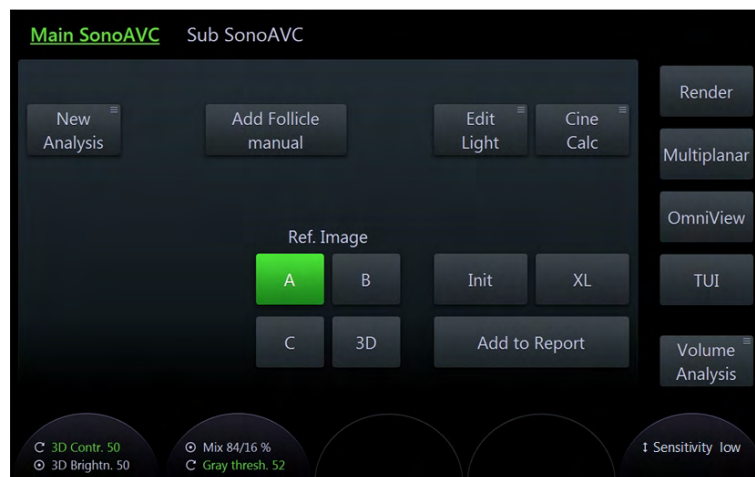 Main SonoAVC Sub SonoAVC
Render
New Analysis
Add Follicle manual
Edit Light
Cine Calc
Multiplanar
OmniView
Ref. Image
A B Init XL TUI
C 3D Add to Report
Volume Analysis
3D Contr. 50
3D Brightn. 50
Mix 84/16 %
Gray thresh. 52
Sensitivity low